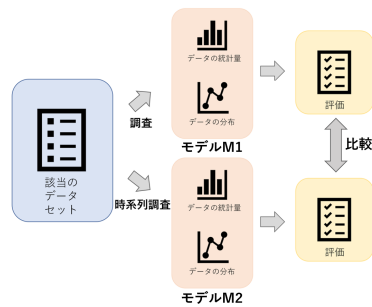 データの統計量
データの分布
モデルM1
評価
調査
該当の
データ
セット
時系列調査
比較
データの統計量
データの分布
モデルM2
評価